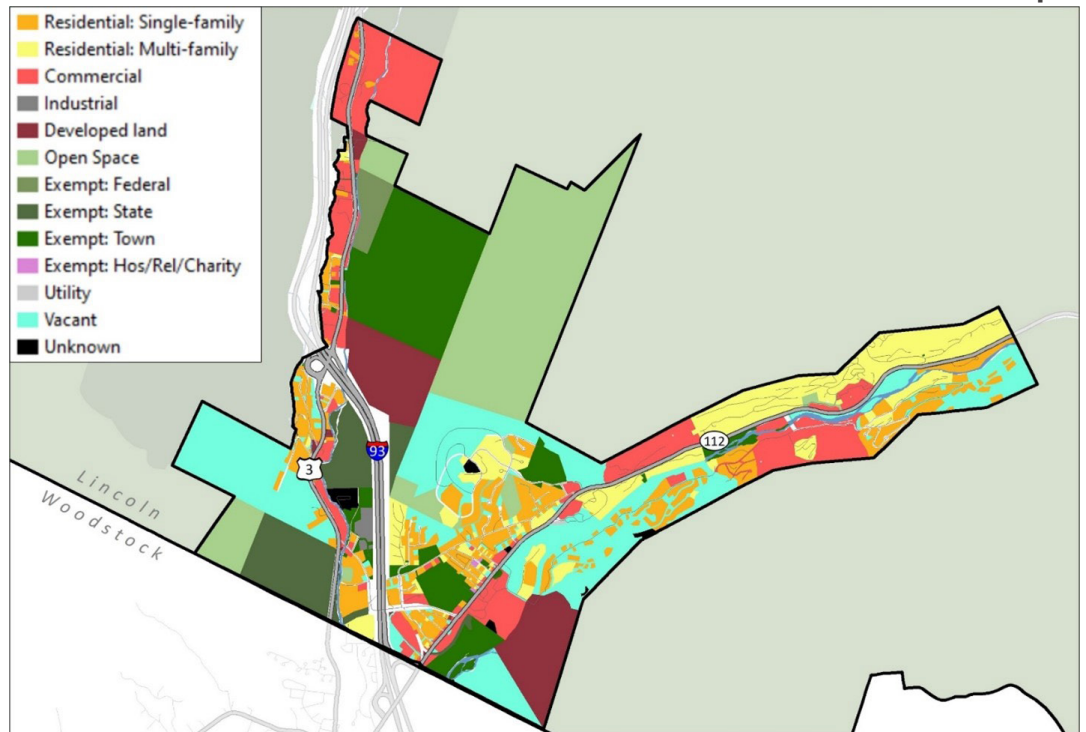 Residential: Single-family
Residential: Multi-family
Commercial
Industrial
Developed land
Open Space
Exempt: Federal
Exempt: State
Exempt: Town
Exempt: Hos/Rel/Charity
Utility
Vacant
Unknown
112
93
3
Lincoln
Woodstock